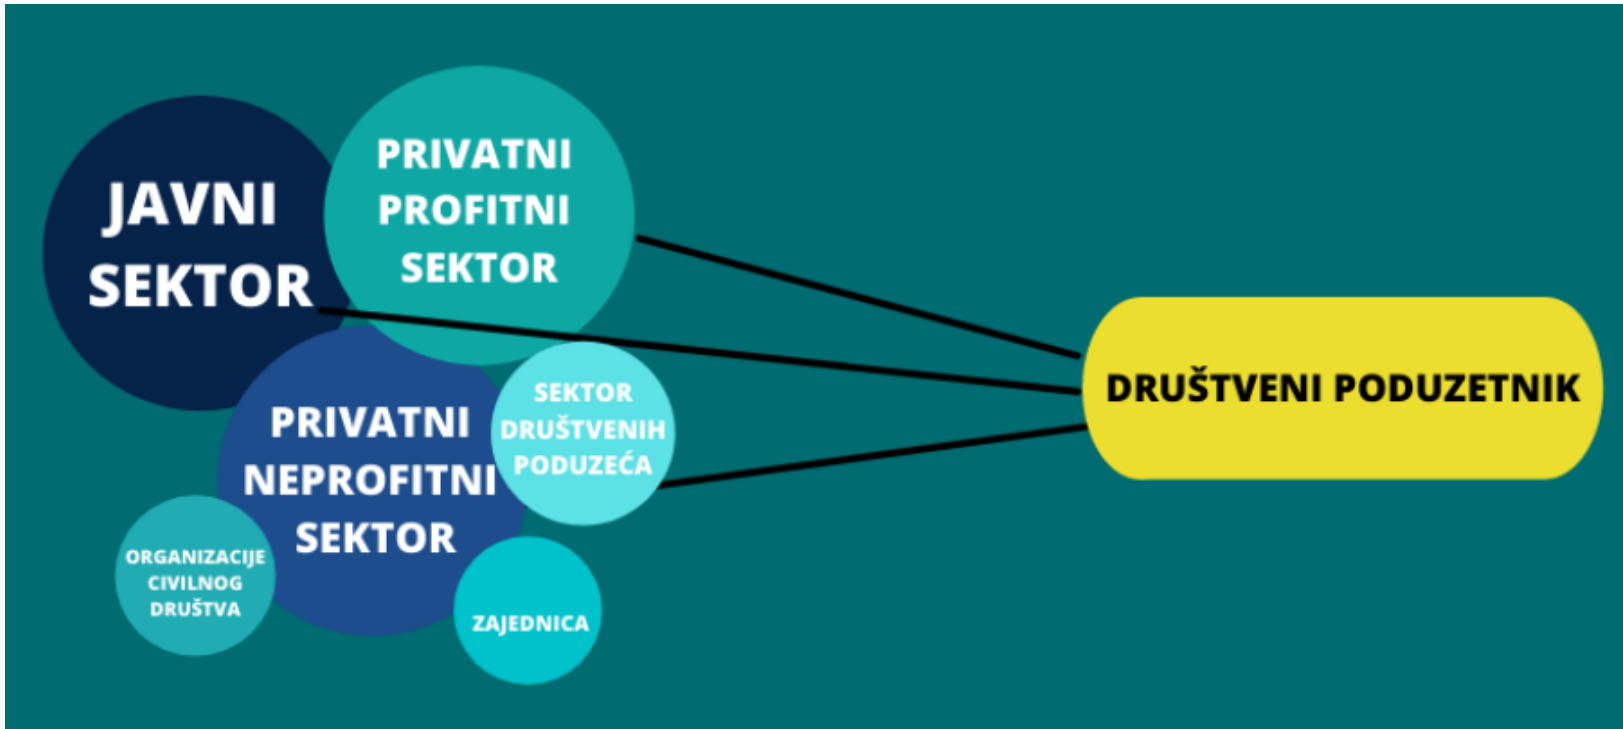 JAVNI
SEKTOR
PRIVATNI
PROFITNI
SEKTOR
PRIVATNI
NEPROFITNI
SEKTOR
SEKTOR
DRUŠTVENIH
PODUZEĆA
ORGANIZACIJE
CIVILNOG
DRUŠTVA
ZAJEDNICA
DRUŠTVENI PODUZETNIK